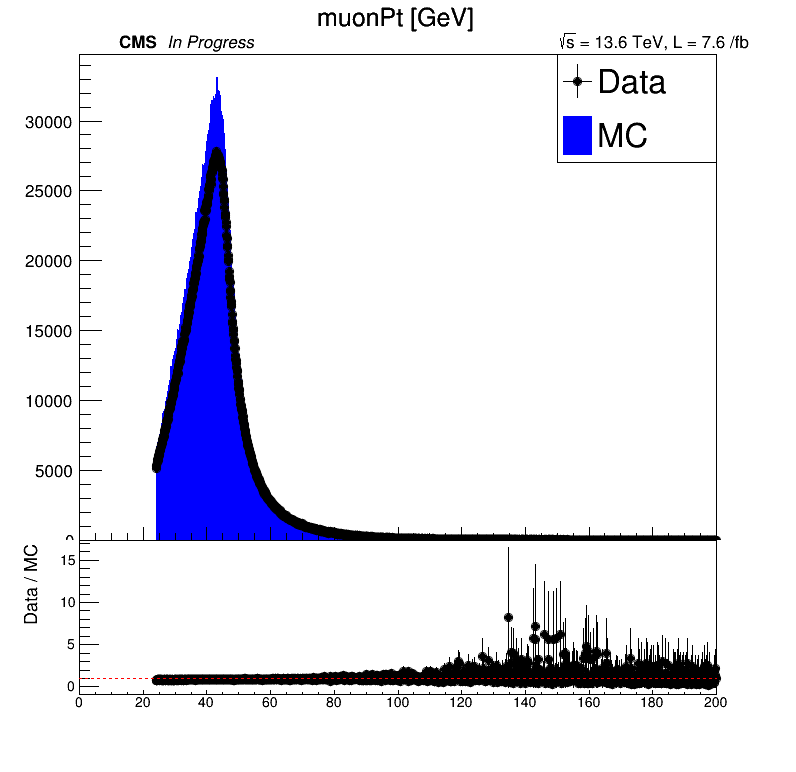 muonPt [GeV]
CMS In Progress
√s = 13.6 TeV, L = 7.6 /fb
Data
MC
30000
25000
20000
15000
10000
5000
0
0 20 40 60 80 100 120 140 160 180 200
Data / MC
15
10
5
0